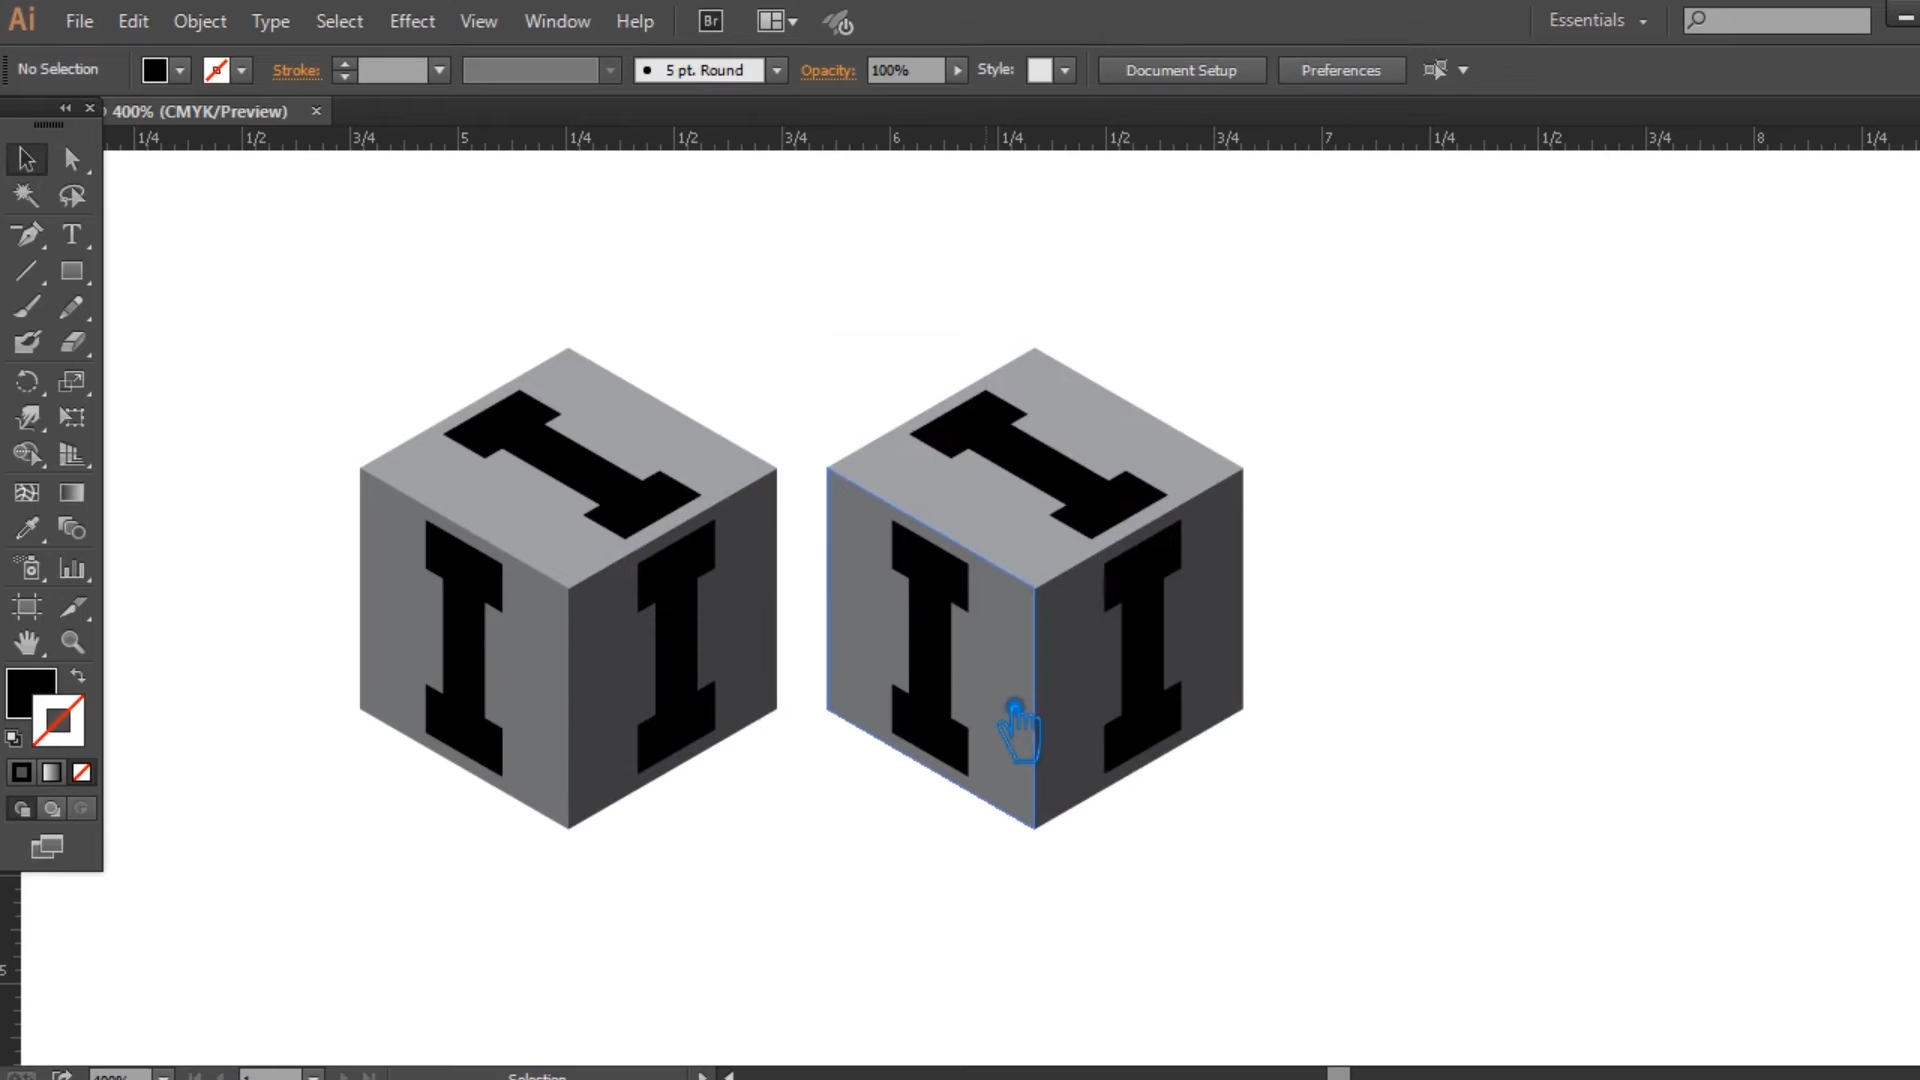 Ai File Edit Object Type Select Effect View Window Help Br Essentials
No Selection Stroke: 5 pt. Round Opacity: 100% Style: Document Setup Preferences
400% (CMYK/Preview)
1/4 1/2 3/4 5 1/4 1/2 3/4 6 1/4 1/2 3/4 7 1/4 1/2 3/4 8 1/4
T
I I
I I I I
5
400% 1 Selection